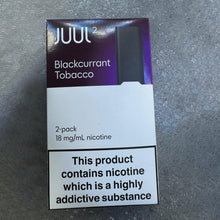 JUUL2
Blackcurrant
Tobacco
2-pack
18 mg/mL nicotine
This product
contains nicotine
which is a highly
addictive substance